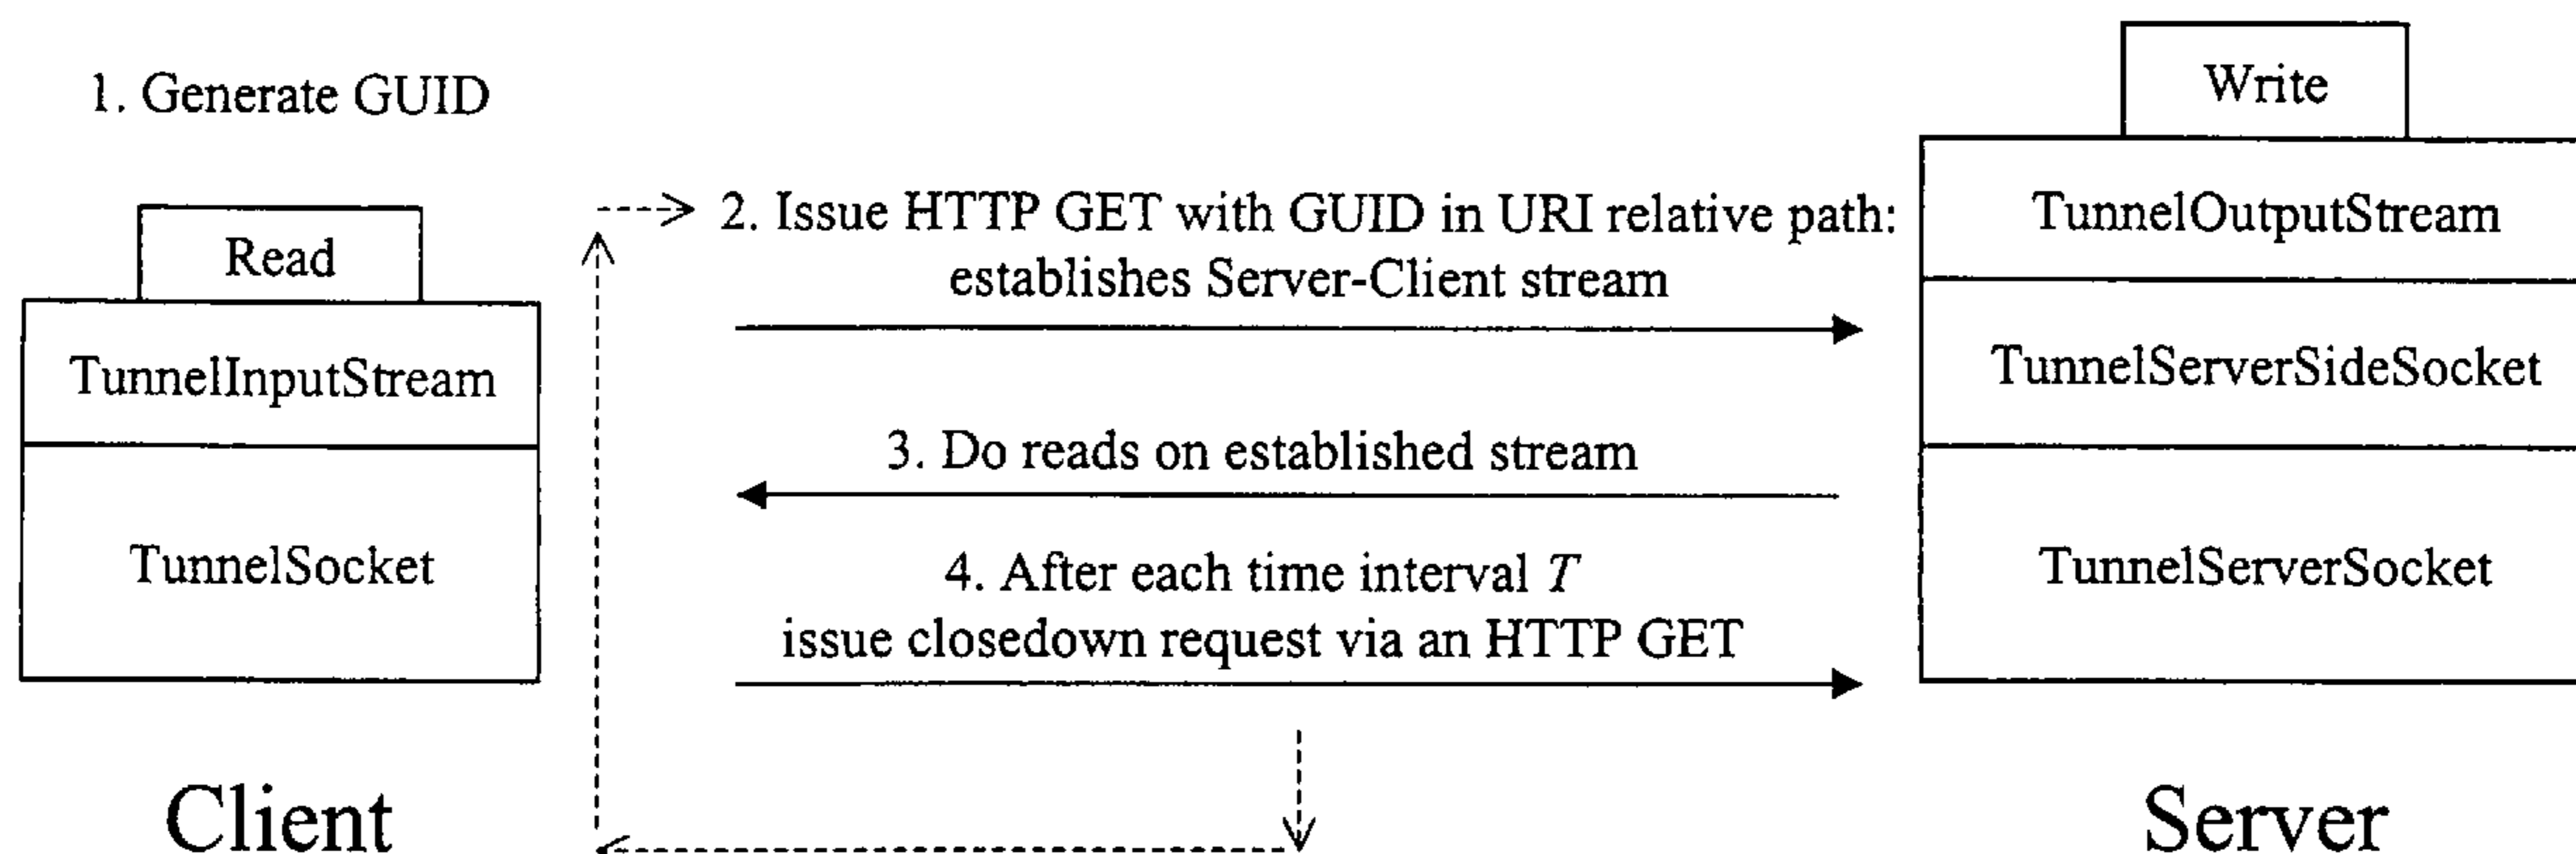 1. Generate GUID
Read
TunnelInputStream
TunnelSocket
Client
2. Issue HTTP GET with GUID in URI relative path:
establishes Server-Client stream
3. Do reads on established stream
4. After each time interval T
issue closedown request via an HTTP GET
Write
TunnelOutputStream
TunnelServerSideSocket
TunnelServerSocket
Server